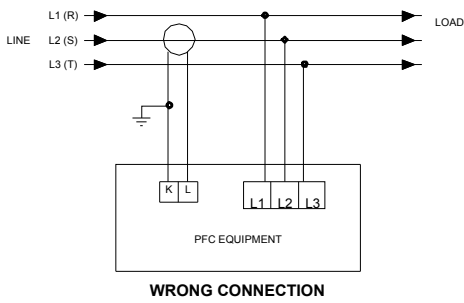 L1 (R)
LOAD
LINE L2 (S)
L3 (T)
K L
L1 L2 L3
PFC EQUIPMENT
WRONG CONNECTION